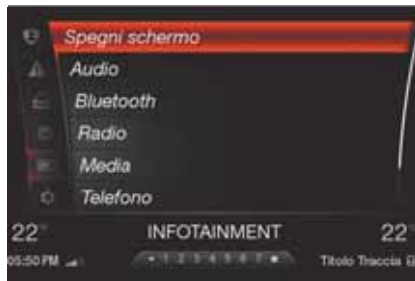 Spegni schermo
Audio
Bluetooth
Radio
Media
Telefono
22° INFOTAINMENT 22°
05:50 PM Titolo Traccia